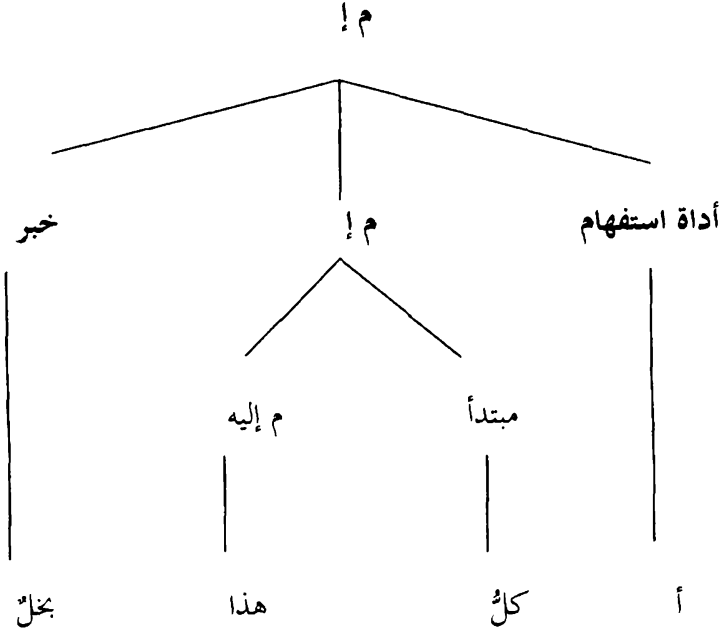 م إ
أداة استفهام م إ خبر
مبتدأ م إليه
أ كلُّ هذا بخلٌ